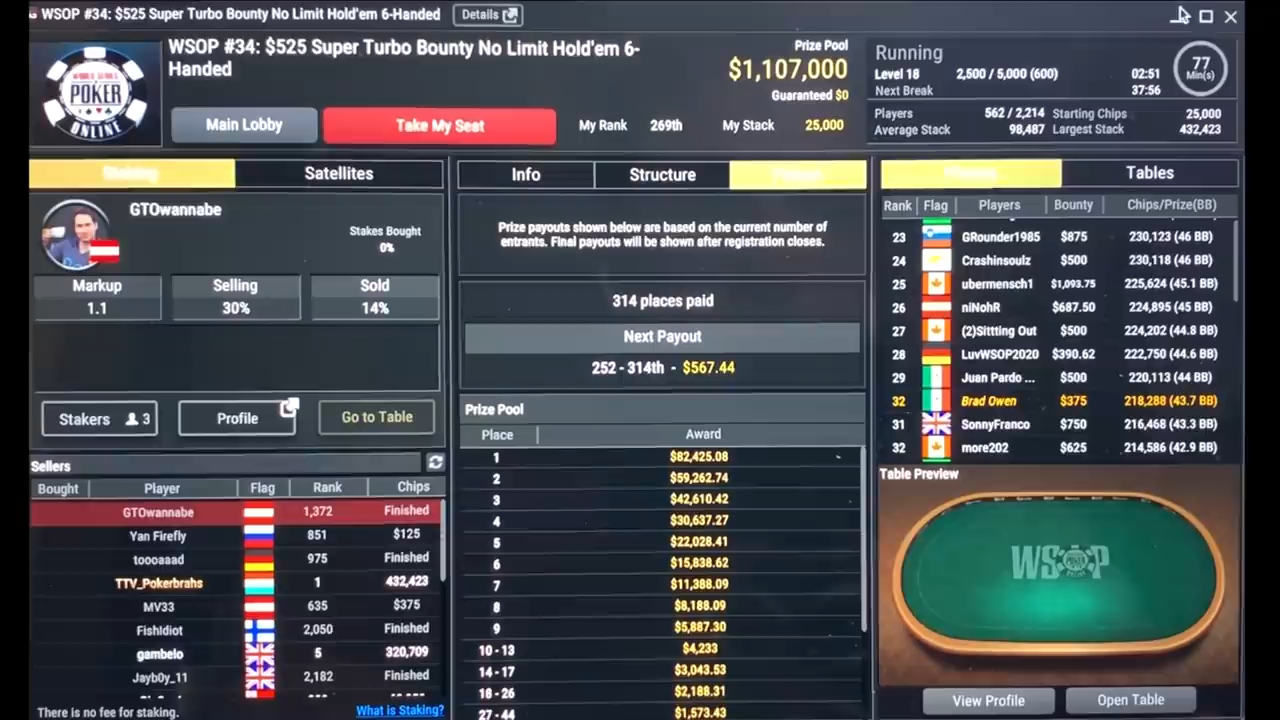 WSOP #34: $525 Super Turbo Bounty No Limit Hold'em 6-Handed
Details
WORLD SERIES
POKER
ONLINE
WSOP #34: $525 Super Turbo Bounty No Limit Hold'em 6-
Handed
Prize Pool
$1,107,000
Guaranteed $0
Main Lobby
Take My Seat
My Rank 269th
My Stack 25,000
Running
Level 18 2,500 / 5,000 (600) 02:51
Next Break 37:56
77
Min(s)
Players 562 / 2,214 Starting Chips 25,000
Average Stack 98,487 Largest Stack 432,423
Staking
Satellites
GTOwannabe
Stakes Bought
0%
Markup Selling Sold
1.1 30% 14%
Stakers 3
Profile
Go to Table
Sellers
Bought Player Flag Rank Chips
GTOwannabe 1,372 Finished
Yan Firefly 851 $125
toooaaad 975 Finished
TTV_Pokerbrahs 1 432,423
MV33 635 $375
FishIdiot 2,050 Finished
gambelo 5 320,709
Jayb0y_11 2,182 Finished
There is no fee for staking.
What is Staking?
Info
Structure
Prize payouts shown below are based on the current number of
entrants. Final payouts will be shown after registration closes.
314 places paid
Next Payout
252 - 314th - $567.44
Prize Pool
Place Award
1 $82,425.08
2 $59,262.74
3 $42,610.42
4 $30,637.27
5 $22,028.41
6 $15,838.62
7 $11,388.09
8 $8,188.09
9 $5,887.30
10 - 13 $4,233
14 - 17 $3,043.53
18 - 26 $2,188.31
27 - 44 $1,573.43
Players
Tables
Rank Flag Players Bounty Chips/Prize(BB)
23 GRounder1985 $875 230,123 (46 BB)
24 Crashinsoulz $500 230,118 (46 BB)
25 ubermensch1 $1,093.75 225,624 (45.1 BB)
26 niNohR $687.50 224,895 (45 BB)
27 (2)Sittting Out $500 224,202 (44.8 BB)
28 LuvWSOP2020 $390.62 222,750 (44.6 BB)
29 Juan Pardo ... $500 220,113 (44 BB)
32 Brad Owen $375 218,288 (43.7 BB)
31 SonnyFranco $750 216,468 (43.3 BB)
32 more202 $625 214,586 (42.9 BB)
Table Preview
WSOP
View Profile
Open Table